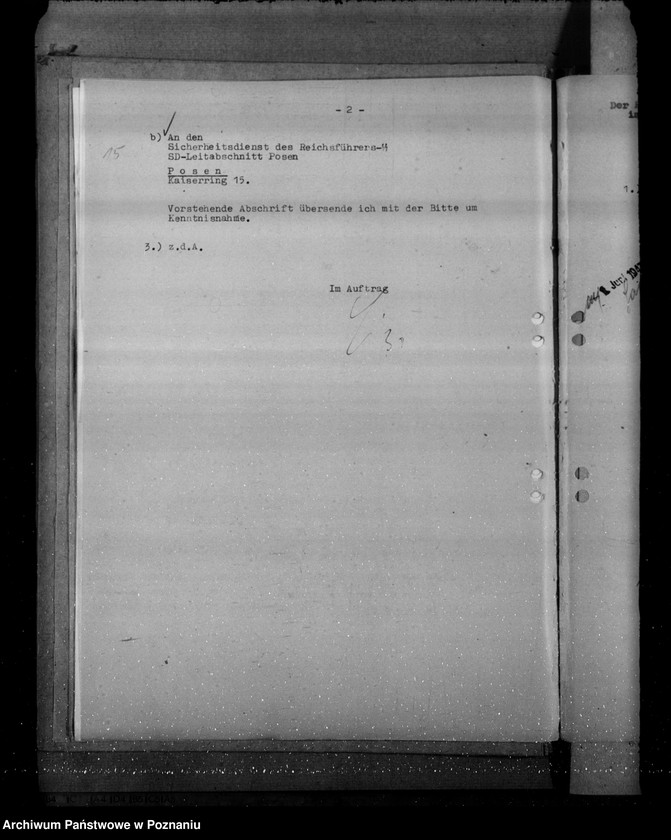 - 2 -
b) An den
15
Sicherheitsdienst des Reichsführers-SS
SD-Leitabschnitt Posen
Posen
Kaiserring 15.
Vorstehende Abschrift übersende ich mit der Bitte um
Kenntnisnahme.
3.) z.d.A.
Im Auftrag
Der
1.
Archiwum Państwowe w Poznaniu